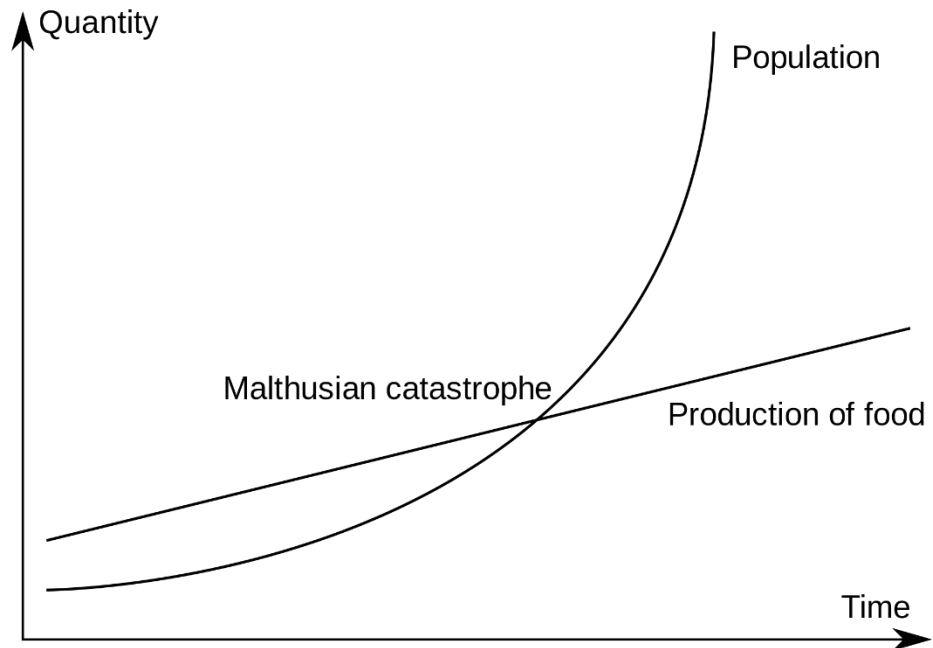 Quantity
Population
Malthusian catastrophe
Production of food
Time